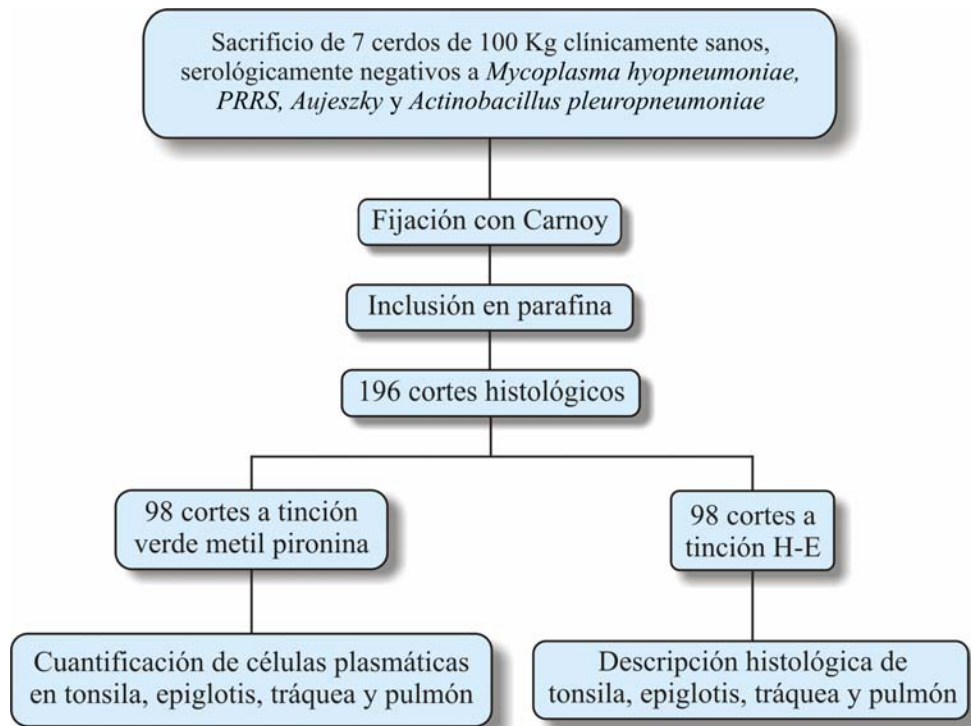 Sacrificio de 7 cerdos de 100 Kg clínicamente sanos,
serológicamente negativos a Mycoplasma hyopneumoniae,
PRRS, Aujeszky y Actinobacillus pleuropneumoniae
Fijación con Carnoy
Inclusión en parafina
196 cortes histológicos
98 cortes a tinción
verde metil pironina
98 cortes a
tinción H-E
Cuantificación de células plasmáticas
en tonsila, epiglotis, tráquea y pulmón
Descripción histológica de
tonsila, epiglotis, tráquea y pulmón